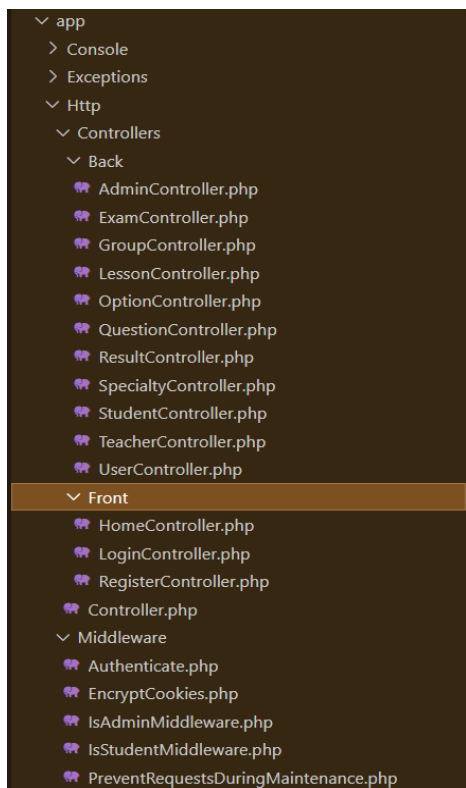 app
Console
Exceptions
Http
Controllers
Back
AdminController.php
ExamController.php
GroupController.php
LessonController.php
OptionController.php
QuestionController.php
ResultController.php
SpecialtyController.php
StudentController.php
TeacherController.php
UserController.php
Front
HomeController.php
LoginController.php
RegisterController.php
Controller.php
Middleware
Authenticate.php
EncryptCookies.php
IsAdminMiddleware.php
IsStudentMiddleware.php
PreventRequestsDuringMaintenance.php